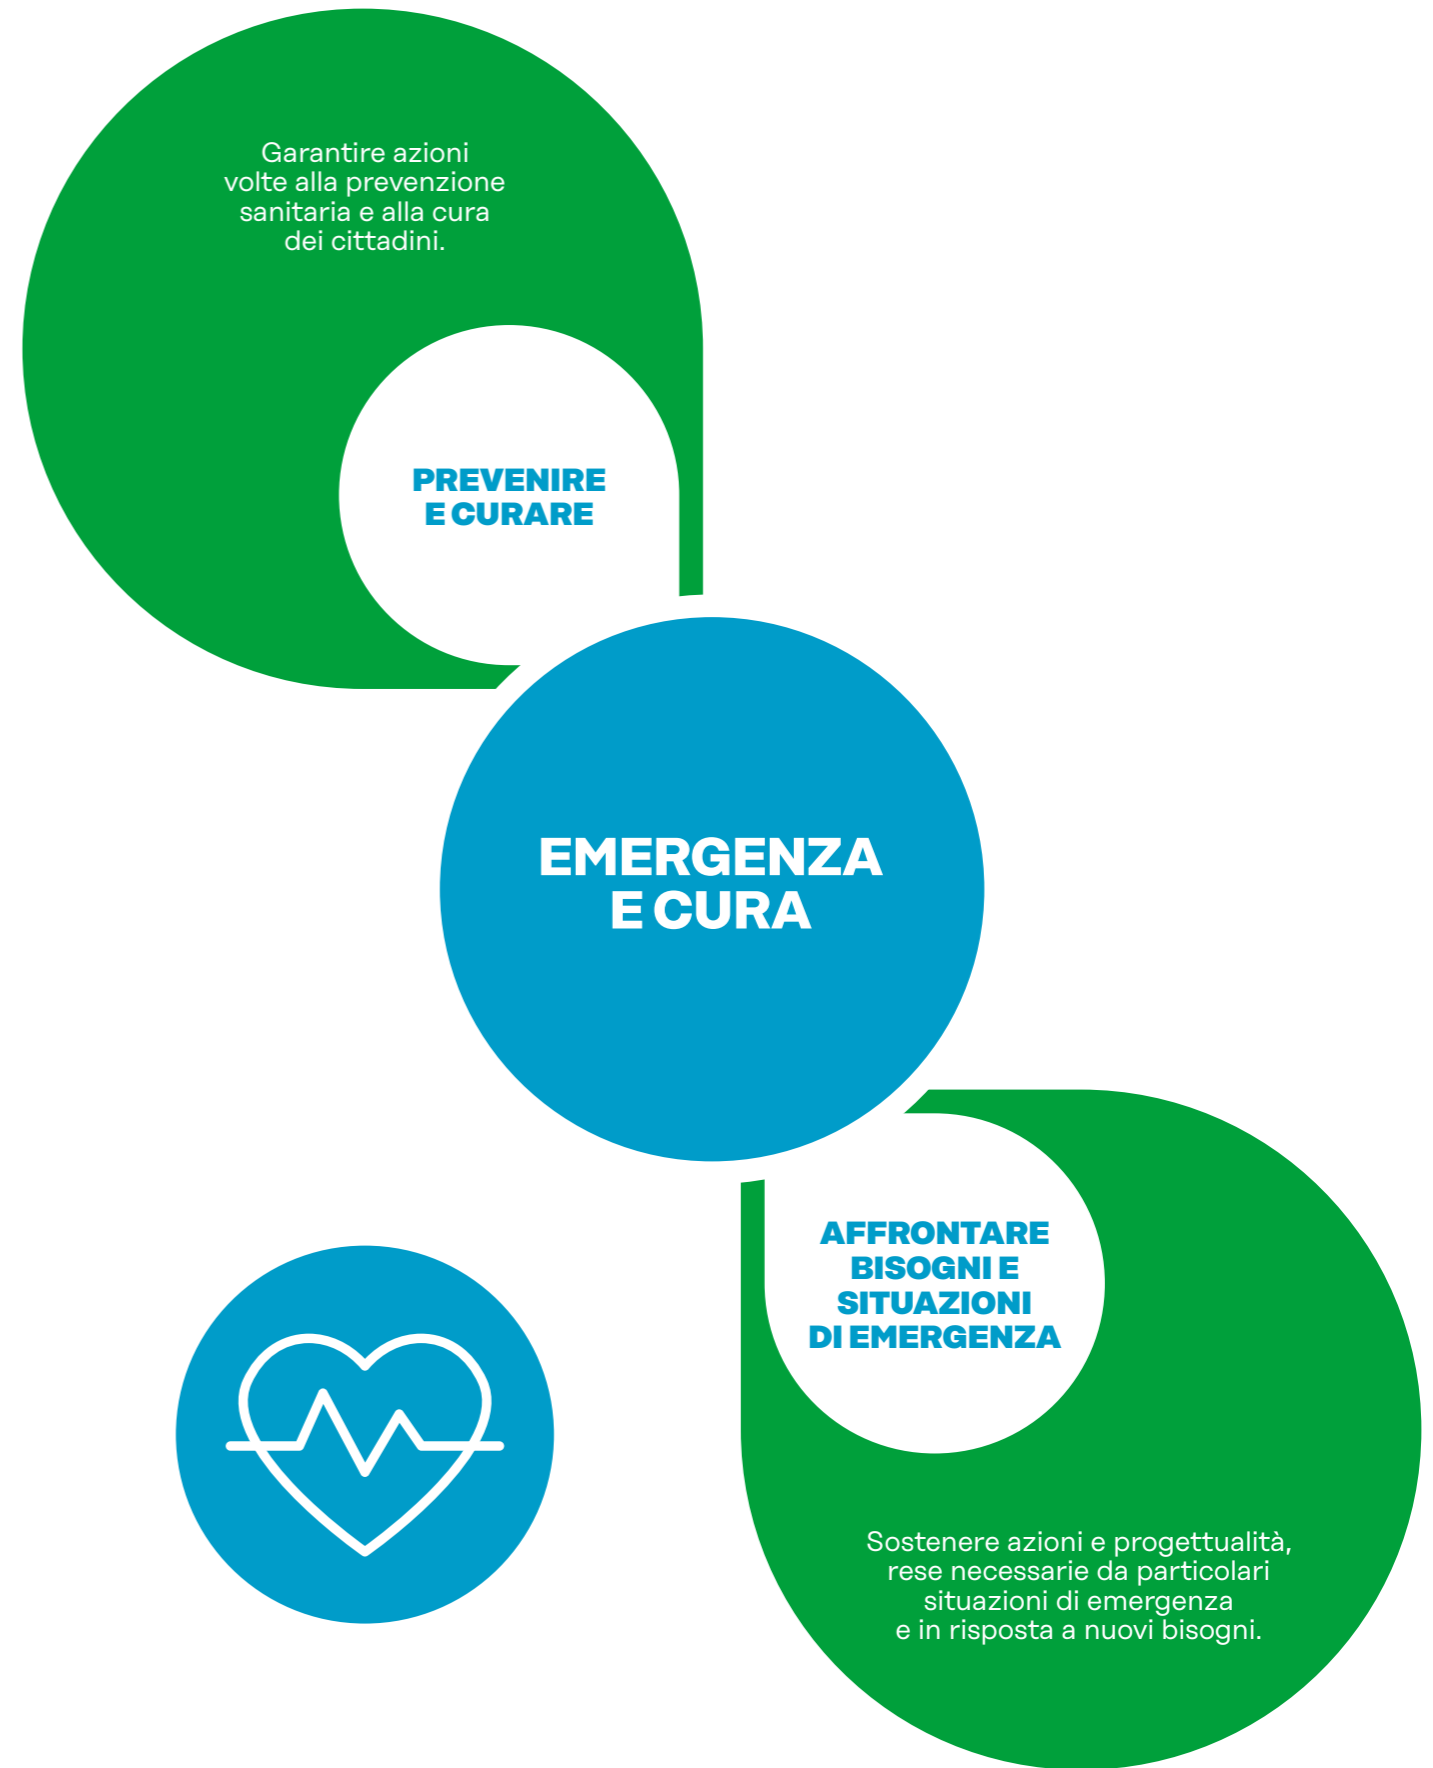 Garantire azioni
volte alla prevenzione
sanitaria e alla cura
dei cittadini.
PREVENIRE
E CURARE
EMERGENZA
E CURA
AFFRONTARE
BISOGNI E
SITUAZIONI
DI EMERGENZA
Sostenere azioni e progettualità,
rese necessarie da particolari
situazioni di emergenza
e in risposta a nuovi bisogni.